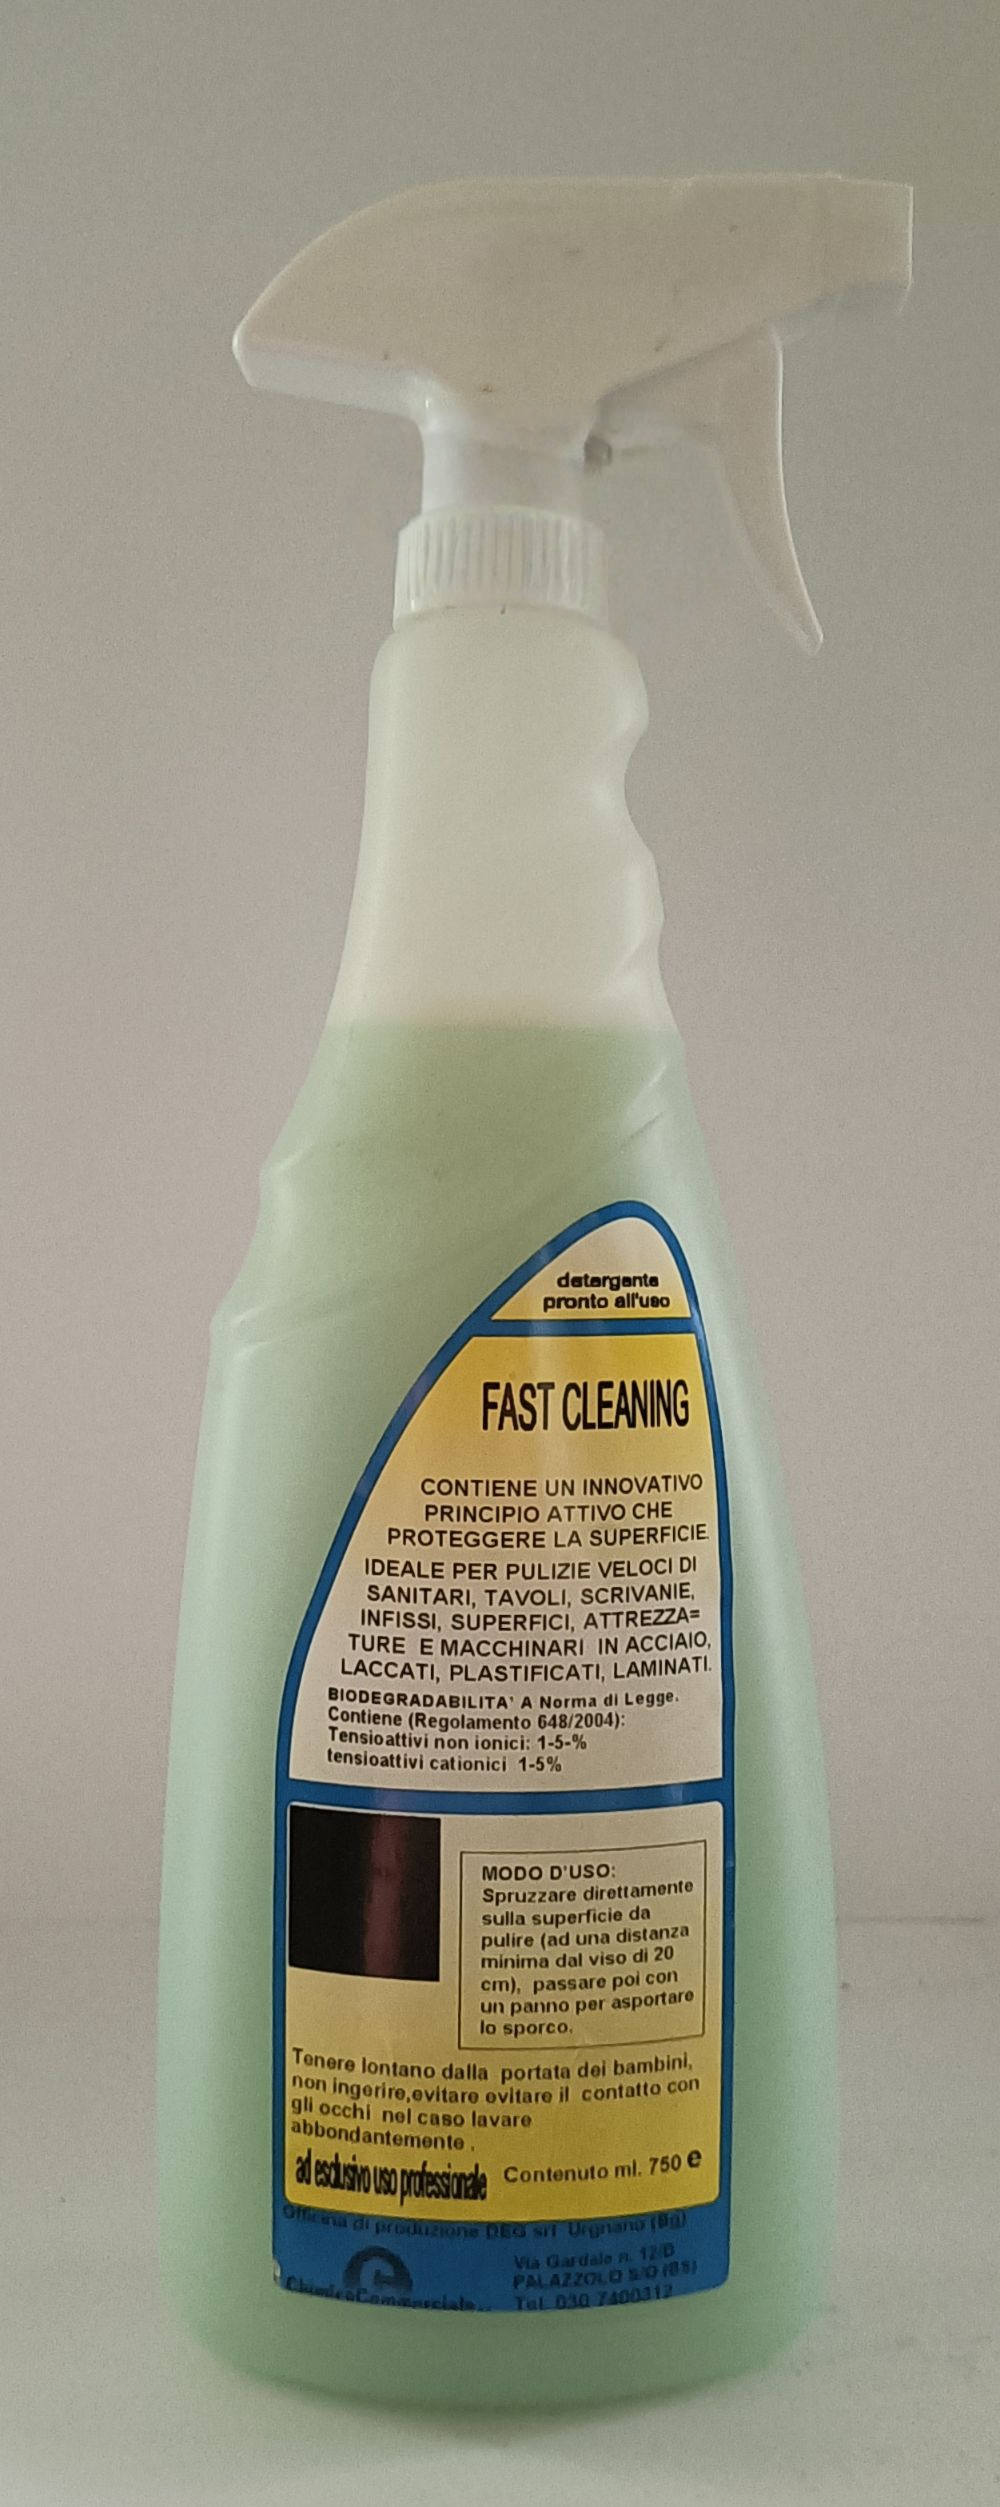 detergente
pronto all'uso
FAST CLEANING
CONTIENE UN INNOVATIVO
PRINCIPIO ATTIVO CHE
PROTEGGERE LA SUPERFICIE.
IDEALE PER PULIZIE VELOCI DI
SANITARI, TAVOLI, SCRIVANIE,
INFISSI, SUPERFICI, ATTREZZA=
TURE E MACCHINARI IN ACCIAIO,
LACCATI, PLASTIFICATI, LAMINATI.
BIODEGRADABILITA' A Norma di Legge.
Contiene (Regolamento 648/2004):
Tensioattivi non ionici: 1-5-%
tensioattivi cationici 1-5%
MODO D'USO:
Spruzzare direttamente
sulla superficie da
pulire (ad una distanza
minima dal viso di 20
cm), passare poi con
un panno per asportare
lo sporco.
Tenere lontano dalla portata dei bambini,
non ingerire,evitare evitare il contatto con
gli occhi nel caso lavare
abbondantemente .
ad esclusivo uso professionale
Contenuto ml. 750 e
Officina di produzione DEG srl Urgnano (Bg)
ChimicaCommerciale
Via Gardale n. 12/D
PALAZZOLO S/O (BS)
Tel. 030 7400312